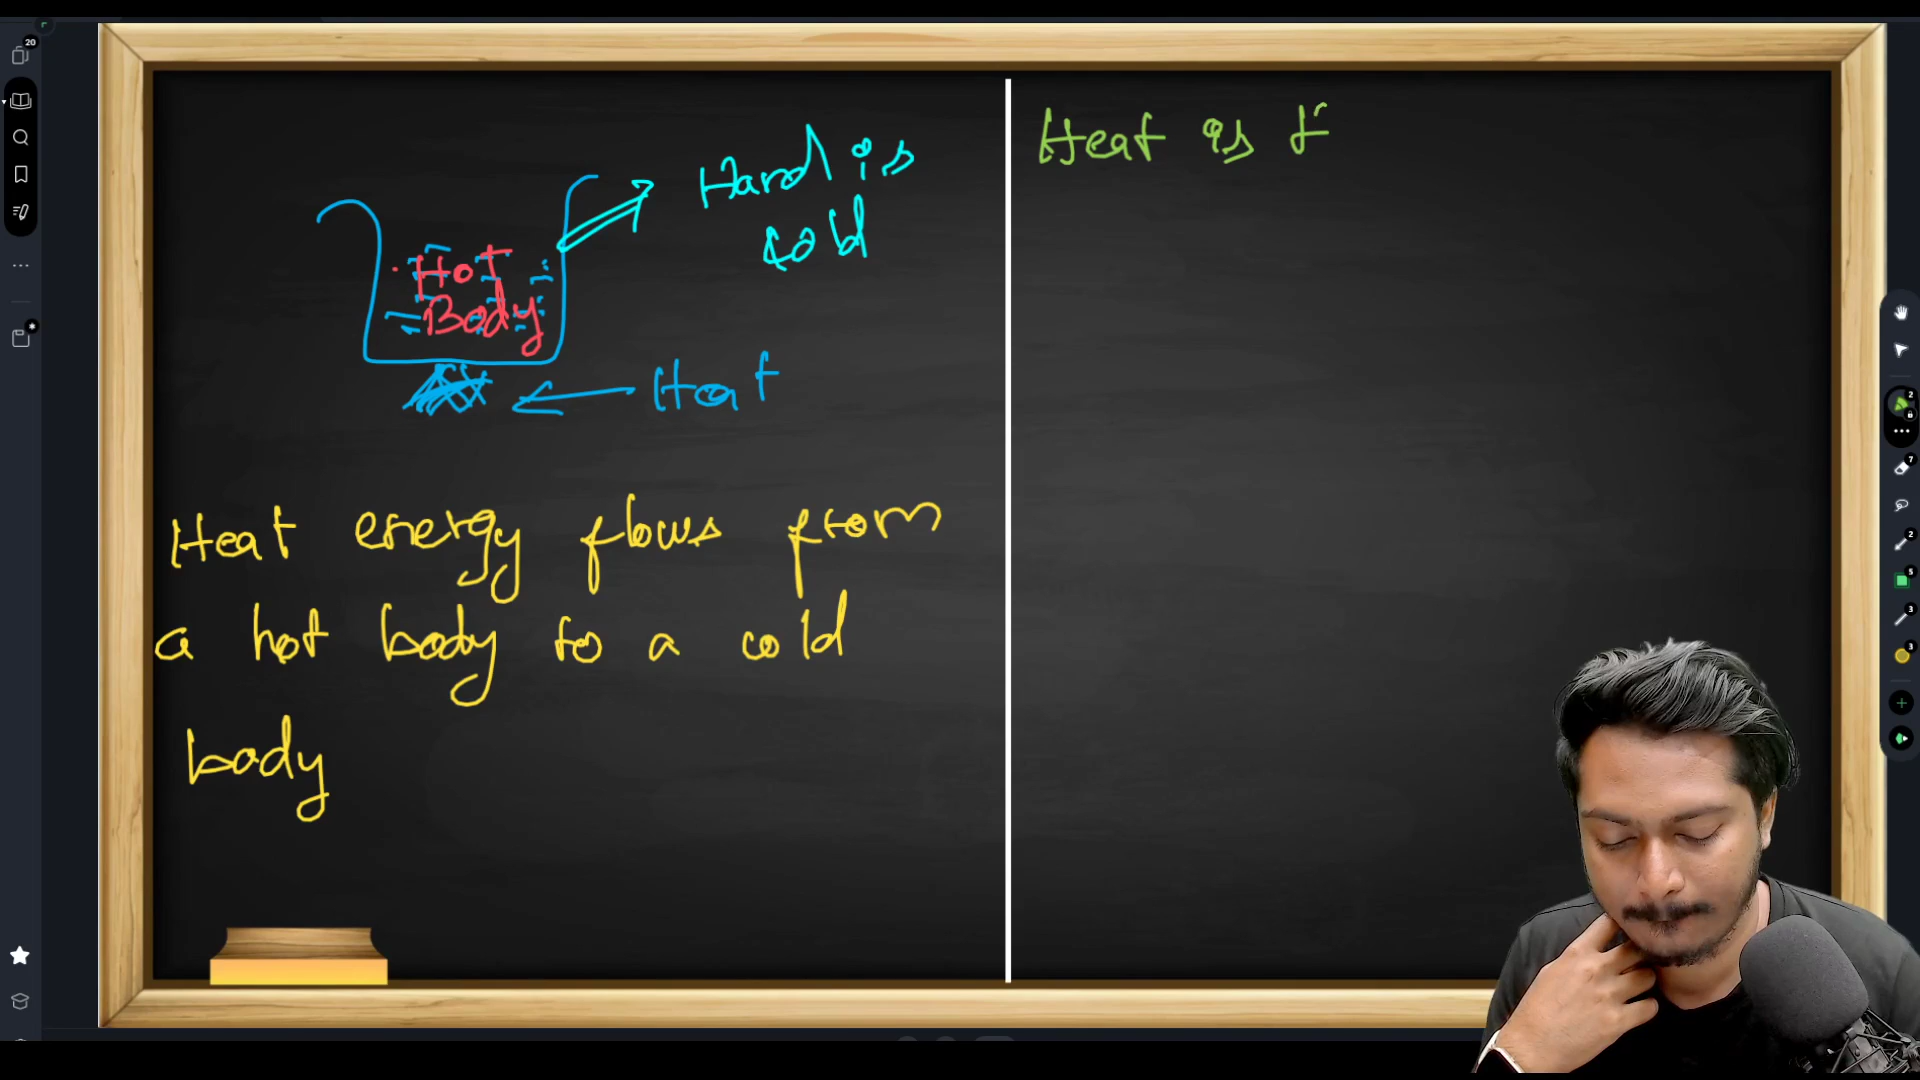 Hand is
cold
Hot
Body
Heat
Heat energy flows from
a hot body to a cold
body
Heat is